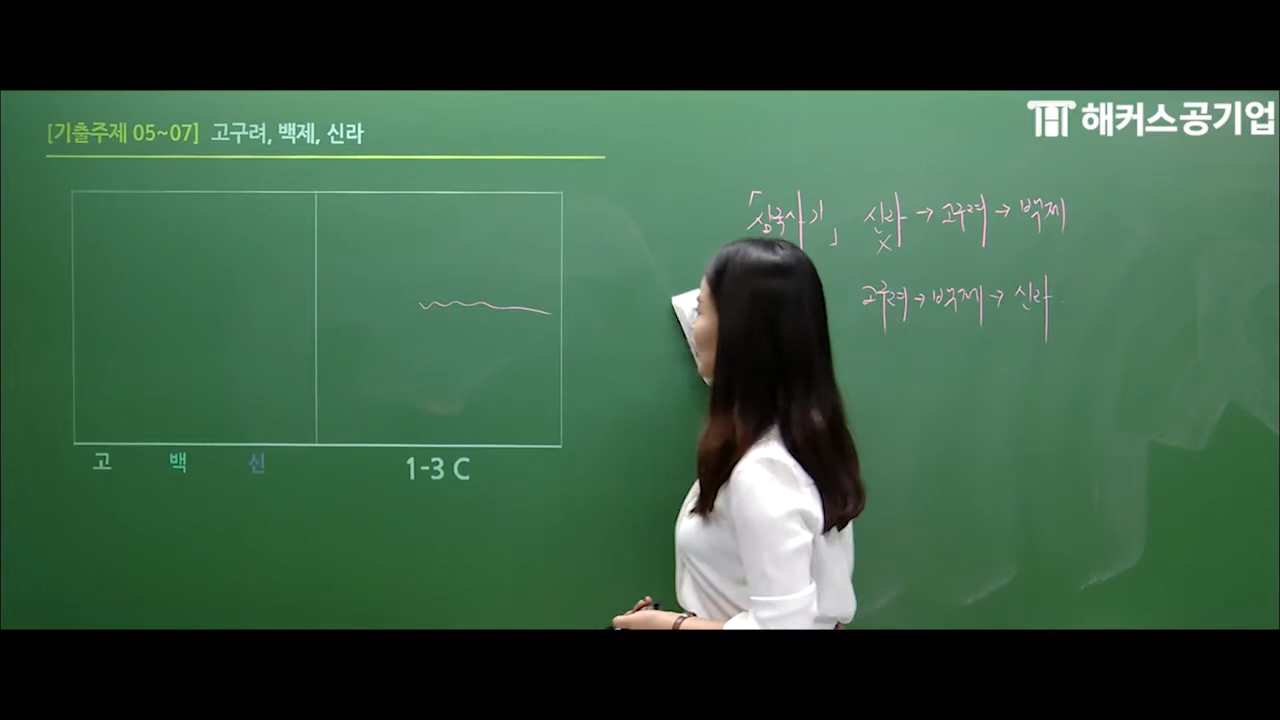 [기출주제 05~07] 고구려, 백제, 신라
해커스공기업
「삼국사기」 신라 → 고구려 → 백제
X
고구려 → 백제 → 신라
고 백 신 1-3 C